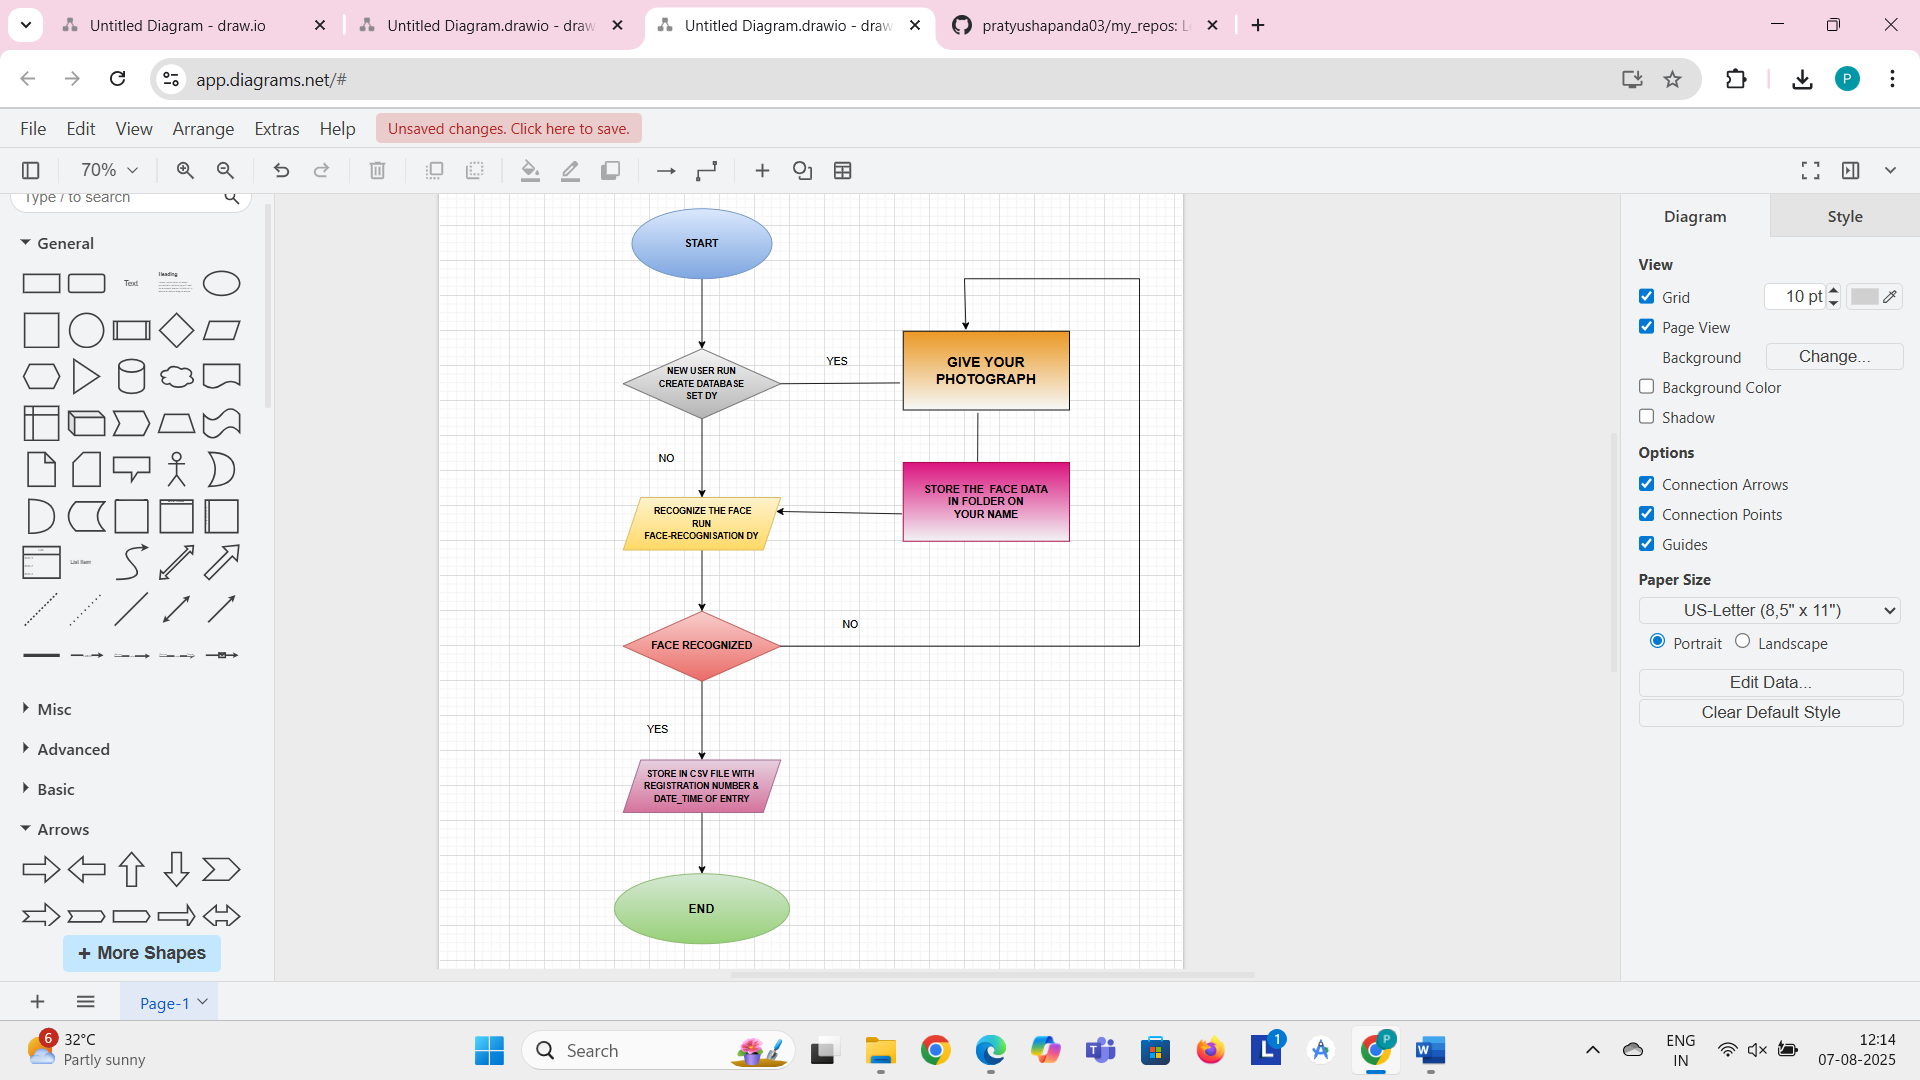 Untitled Diagram - draw.io
Untitled Diagram.drawio - draw
Untitled Diagram.drawio - draw
pratyushapanda03/my_repos: L
app.diagrams.net/#
P
File Edit View Arrange Extras Help
Unsaved changes. Click here to save.
70%
Type / to search
General
Heading
Text
List Item
Misc
Advanced
Basic
Arrows
+ More Shapes
START
NEW USER RUN
CREATE DATABASE
SET DY
YES
GIVE YOUR
PHOTOGRAPH
NO
STORE THE FACE DATA
IN FOLDER ON
YOUR NAME
RECOGNIZE THE FACE
RUN
FACE-RECOGNISATION DY
NO
FACE RECOGNIZED
YES
STORE IN CSV FILE WITH
REGISTRATION NUMBER &
DATE_TIME OF ENTRY
END
Diagram
Style
View
Grid
10 pt
Page View
Background
Change...
Background Color
Shadow
Options
Connection Arrows
Connection Points
Guides
Paper Size
US-Letter (8,5" x 11")
Portrait
Landscape
Edit Data...
Clear Default Style
Page-1
6
32°C
Partly sunny
Search
1
P
ENG
IN
12:14
07-08-2025